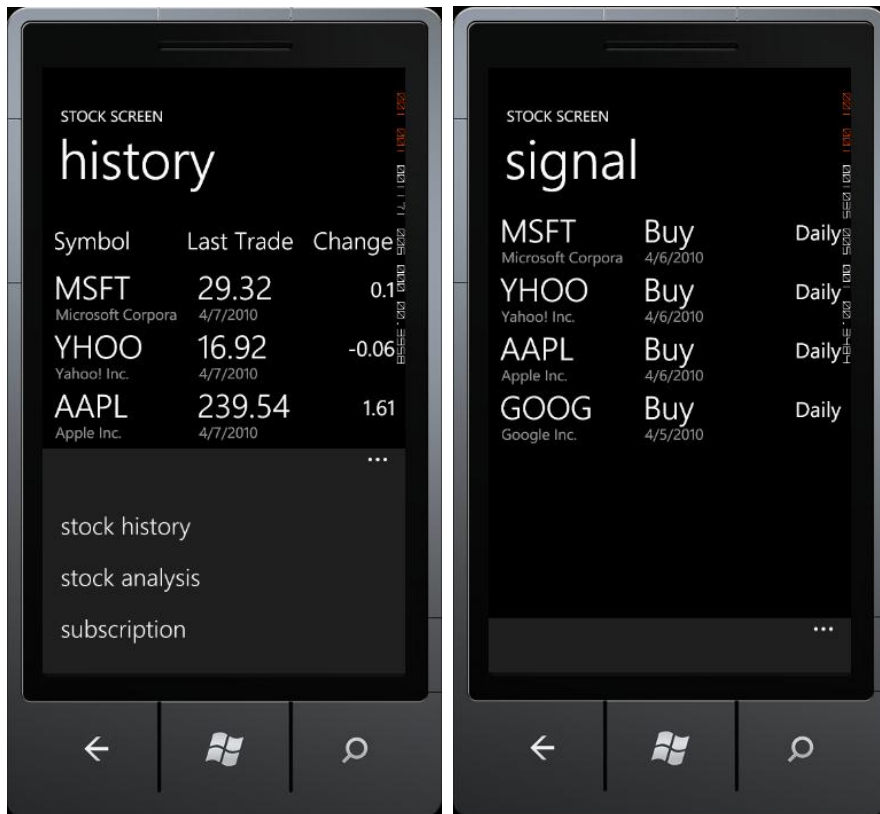 STOCK SCREEN
history
Symbol Last Trade Change
MSFT 29.32 0.1
Microsoft Corpora 4/7/2010
YHOO 16.92 -0.06
Yahoo! Inc. 4/7/2010
AAPL 239.54 1.61
Apple Inc. 4/7/2010
...
stock history
stock analysis
subscription
STOCK SCREEN
signal
MSFT Buy Daily
Microsoft Corpora 4/6/2010
YHOO Buy Daily
Yahoo! Inc. 4/6/2010
AAPL Buy Daily
Apple Inc. 4/6/2010
GOOG Buy Daily
Google Inc. 4/5/2010
...